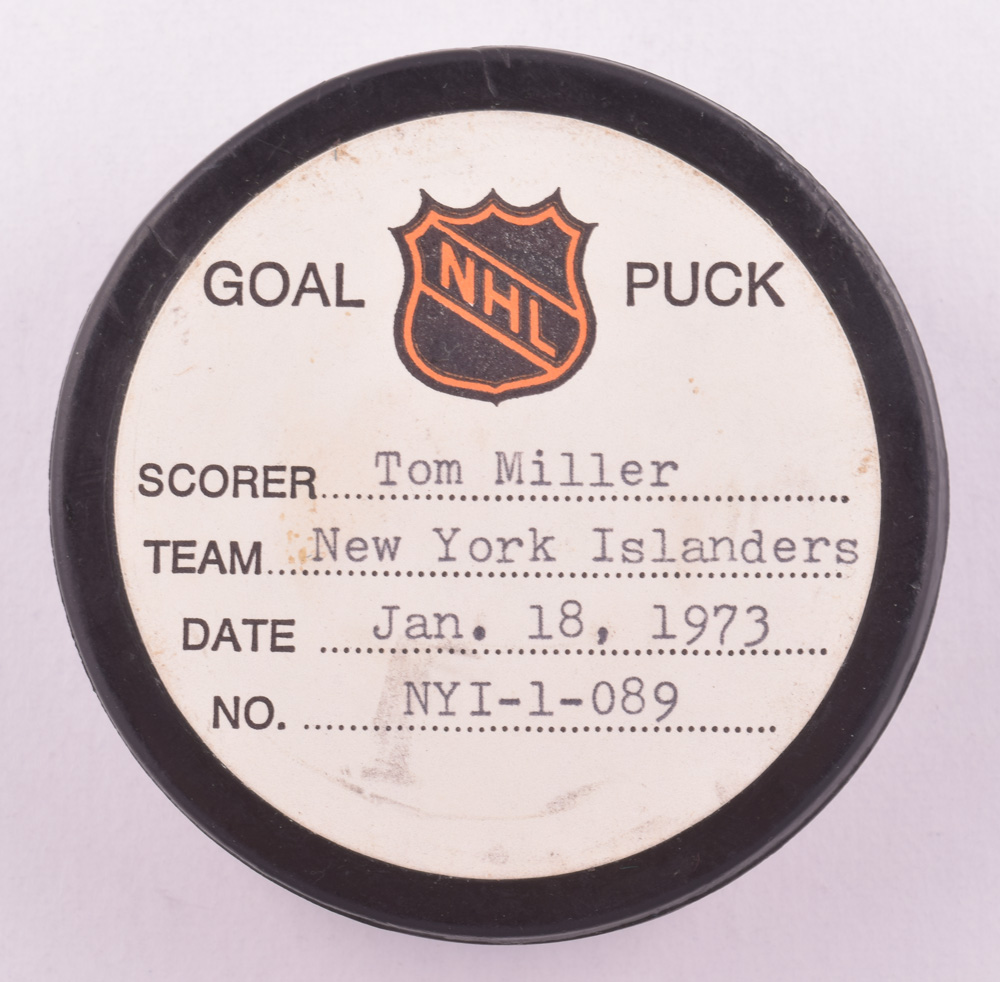 GOAL NHL PUCK
SCORER Tom Miller
TEAM New York Islanders
DATE Jan. 18, 1973
NO. NYI-1-089